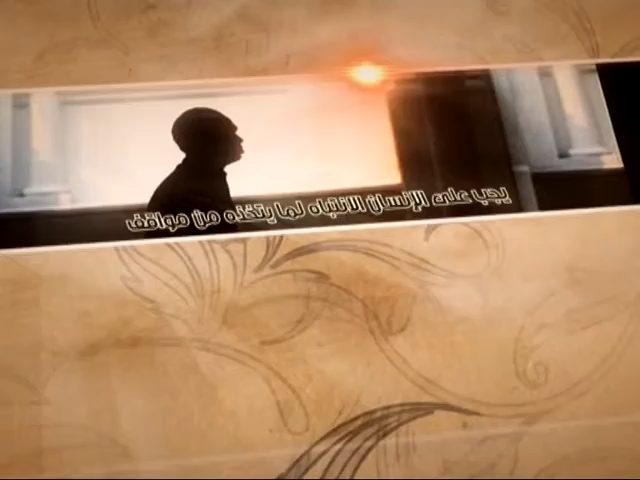 يجب على الإنسان الانتباه لما يتخذه من مواقف